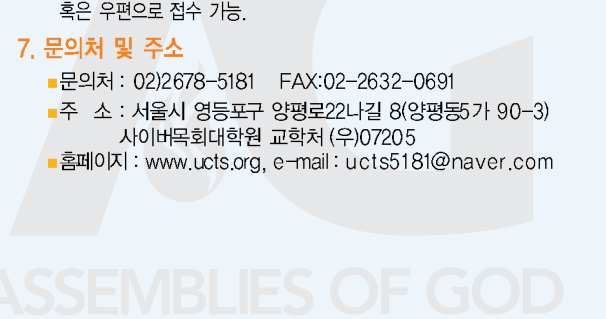 혹은 우편으로 접수 가능.
7. 문의처 및 주소
■문의처 : 02)2678-5181 FAX:02-2632-0691
■주 소 : 서울시 영등포구 양평로22나길 8(양평동5가 90-3)
사이버목회대학원 교학처 (우)07205
■홈페이지 : www.ucts.org, e-mail : ucts5181@naver.com
AG
ASSEMBLIES OF GOD